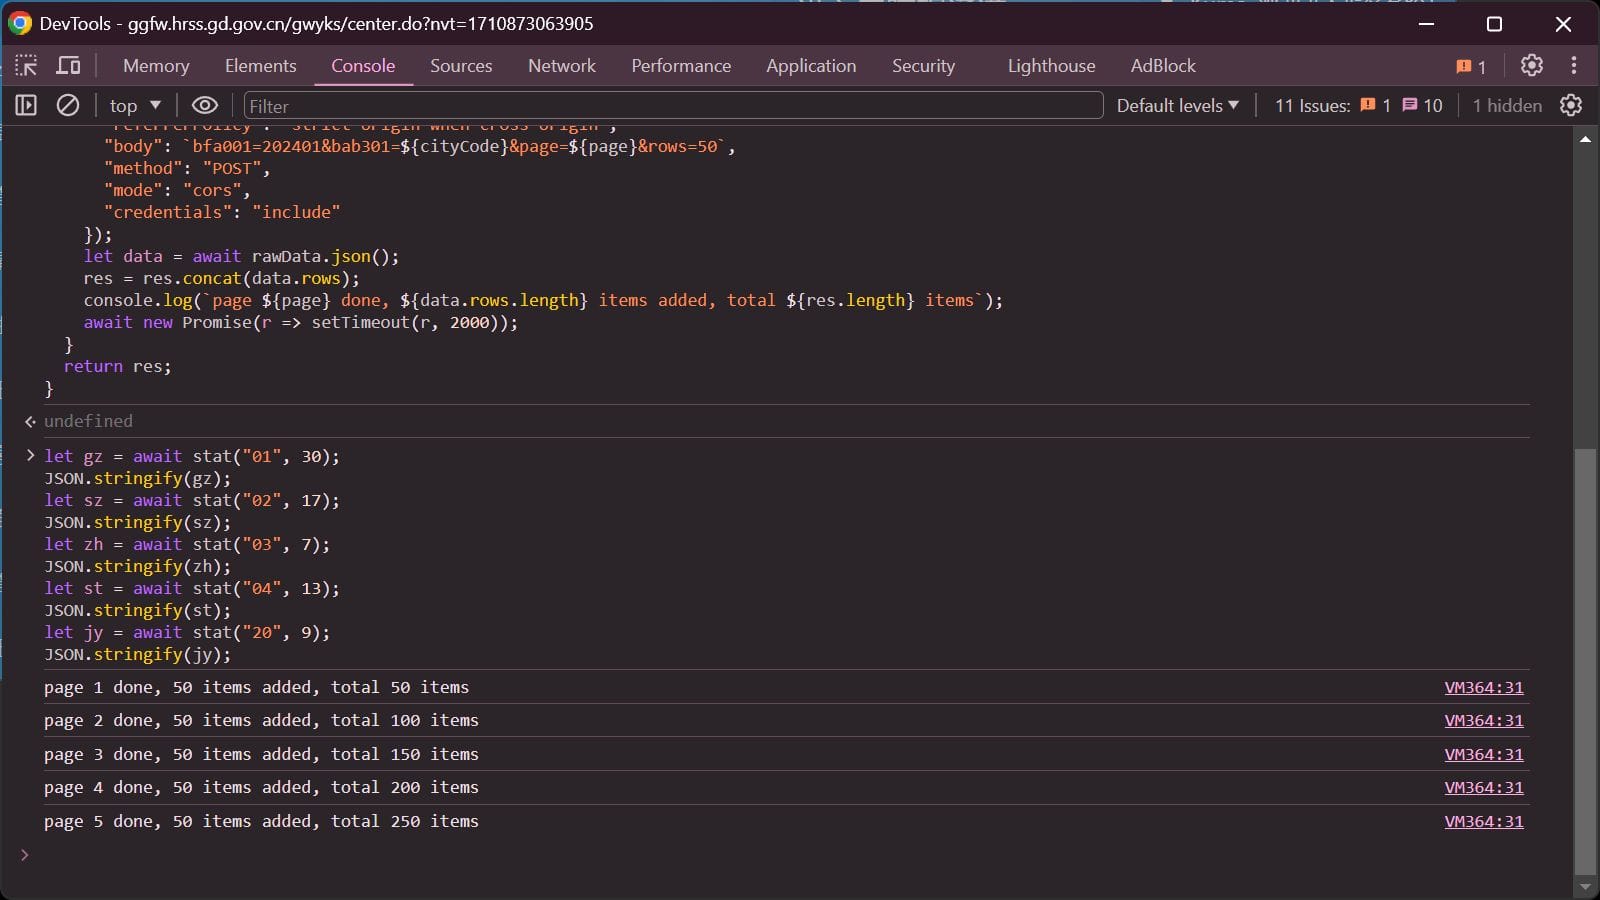 DevTools - ggfw.hrss.gd.gov.cn/gwyks/center.do?nvt=1710873063905
Memory Elements Console Sources Network Performance Application Security Lighthouse AdBlock 1
top Filter Default levels 11 Issues: 1 10 1 hidden
"referrerPolicy": "strict-origin-when-cross-origin",
"body": `bfa001=202401&bab301=${cityCode}&page=${page}&rows=50`,
"method": "POST",
"mode": "cors",
"credentials": "include"
});
let data = await rawData.json();
res = res.concat(data.rows);
console.log(`page ${page} done, ${data.rows.length} items added, total ${res.length} items`);
await new Promise(r => setTimeout(r, 2000));
}
return res;
}
undefined
let gz = await stat("01", 30);
JSON.stringify(gz);
let sz = await stat("02", 17);
JSON.stringify(sz);
let zh = await stat("03", 7);
JSON.stringify(zh);
let st = await stat("04", 13);
JSON.stringify(st);
let jy = await stat("20", 9);
JSON.stringify(jy);
page 1 done, 50 items added, total 50 items VM364:31
page 2 done, 50 items added, total 100 items VM364:31
page 3 done, 50 items added, total 150 items VM364:31
page 4 done, 50 items added, total 200 items VM364:31
page 5 done, 50 items added, total 250 items VM364:31